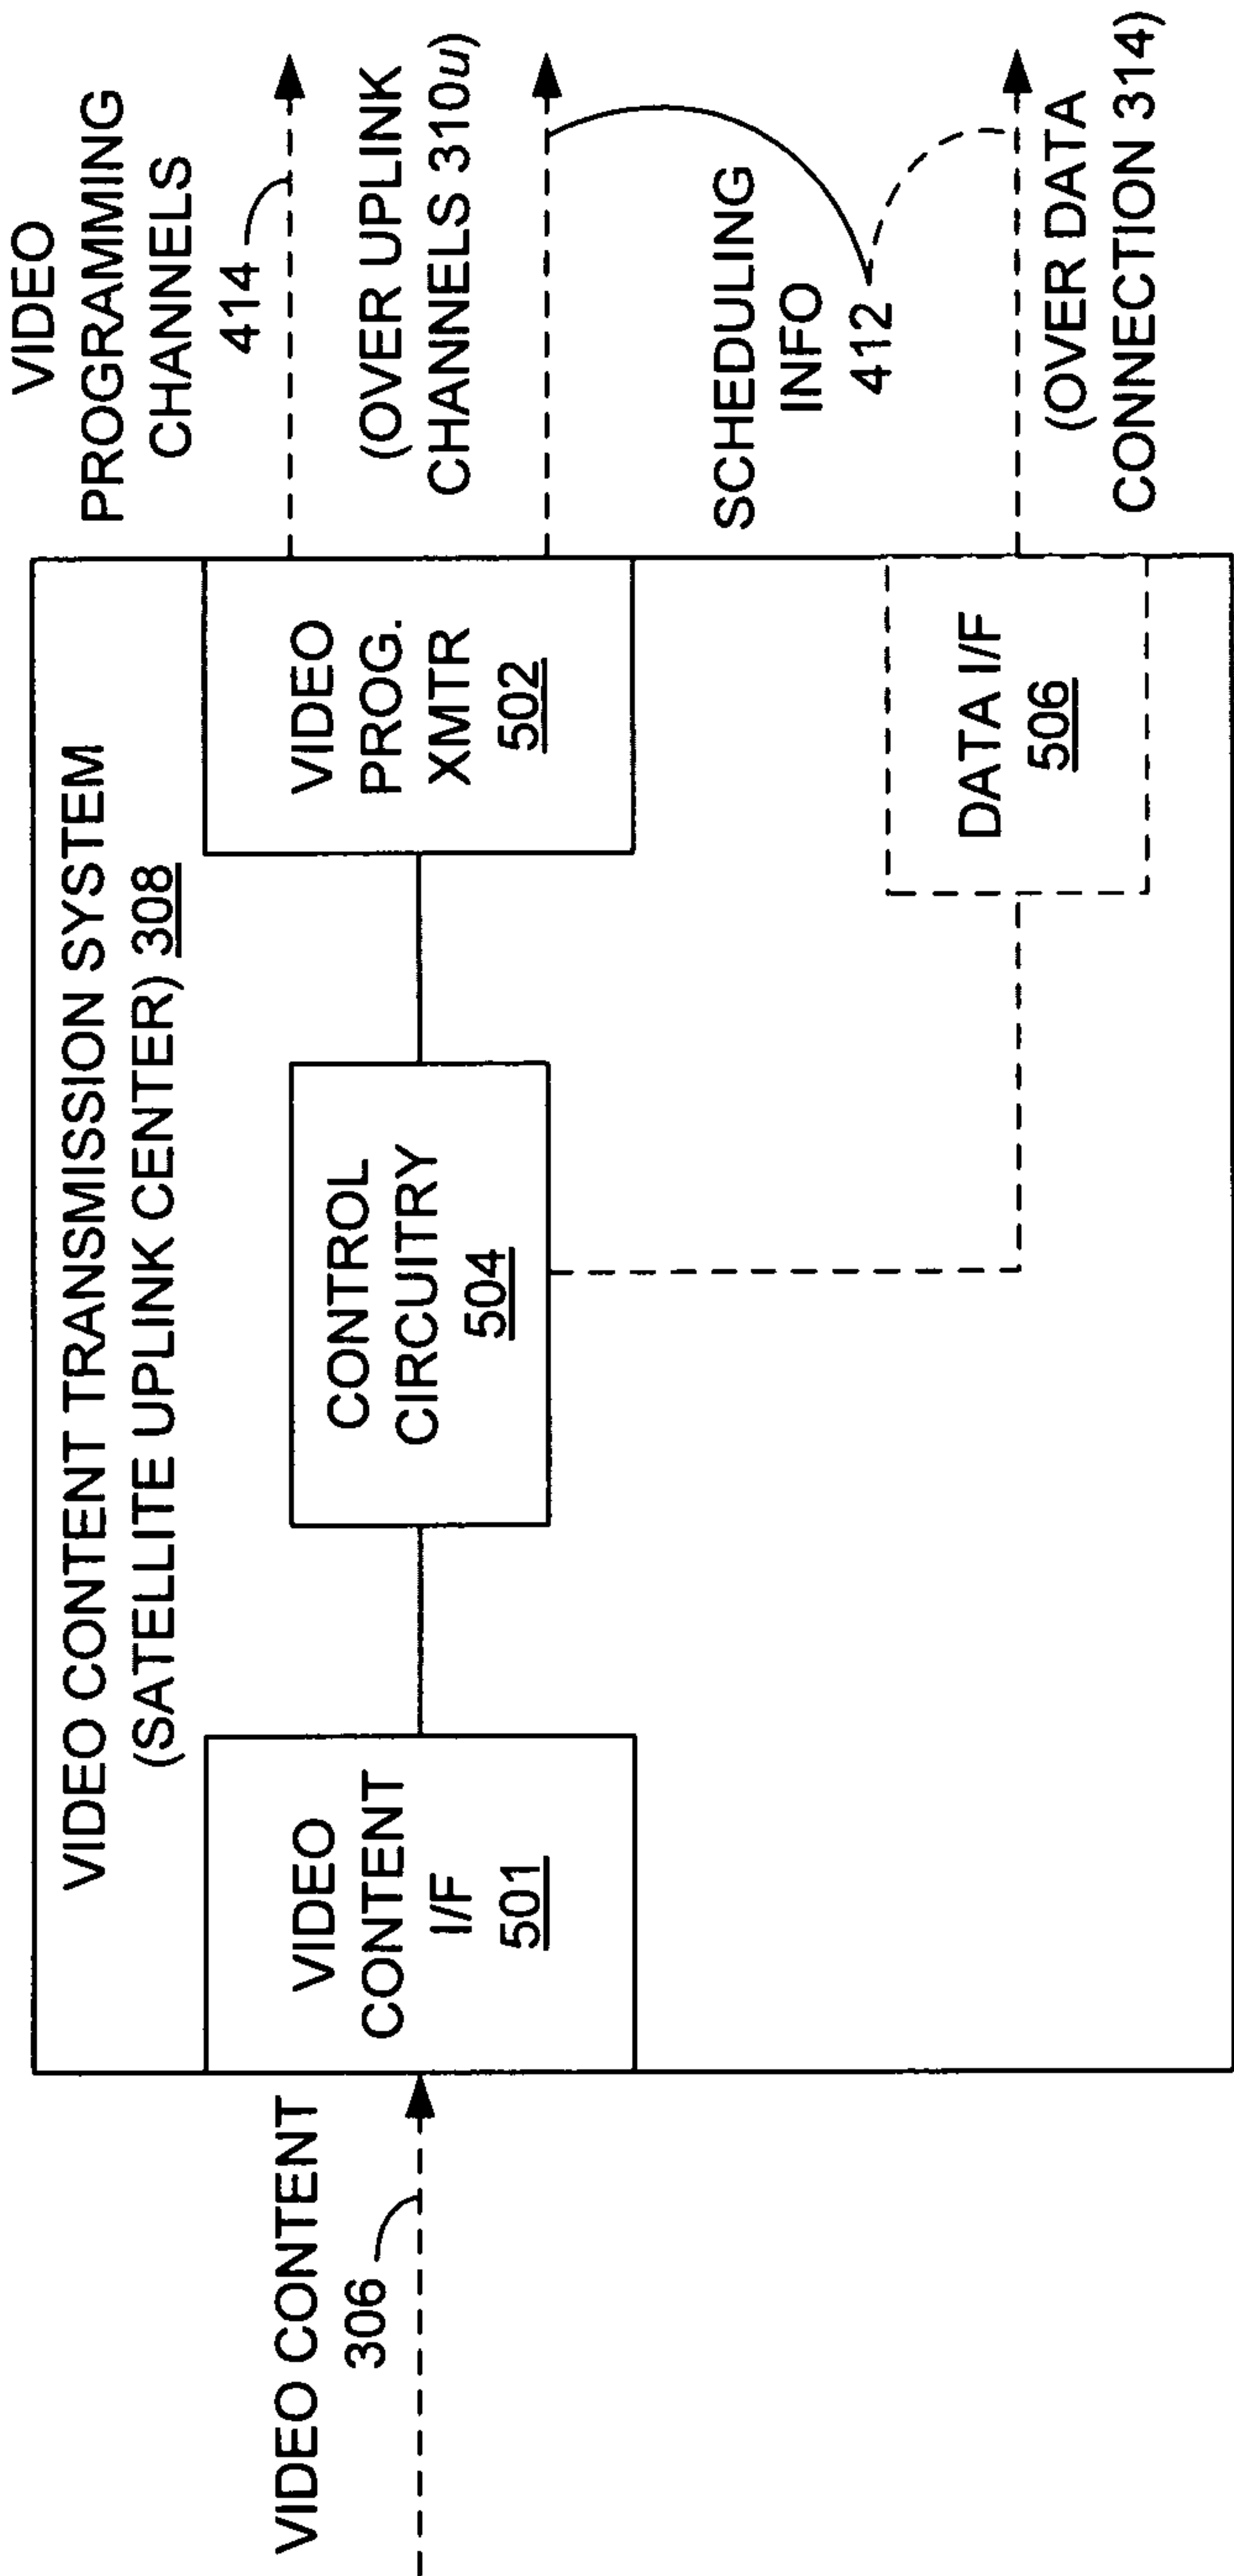 VIDEO CONTENT TRANSMISSION SYSTEM
(SATELLITE UPLINK CENTER) 308
VIDEO CONTENT
306
VIDEO
CONTENT
I/F
501
CONTROL
CIRCUITRY
504
VIDEO
PROG.
XMTR
502
DATA I/F
506
VIDEO
PROGRAMMING
CHANNELS
414
(OVER UPLINK
CHANNELS 310u)
SCHEDULING
INFO
412
(OVER DATA
CONNECTION 314)